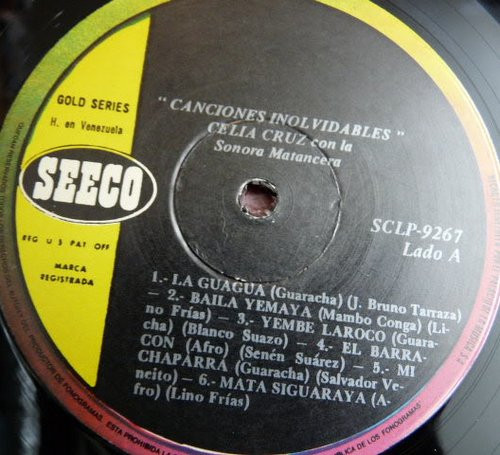 GOLD SERIES
H. en Venezuela
SEECO
REG U S PAT OFF
MARCA
REGISTRADA
" CANCIONES INOLVIDABLES "
CELIA CRUZ con la
Sonora Matancera
SCLP-9267
Lado A
1.- LA GUAGUA (Guaracha) (J. Bruno Tarraza)
— 2.- BAILA YEMAYA (Mambo Conga) (Li-
no Frías) — 3.- YEMBE LAROCO (Guara-
cha) (Blanco Suazo) — 4.- EL BARRA-
CON (Afro) (Senén Suárez) — 5.- MI
CHAPARRA (Guaracha) (Salvador Ve-
neito) — 6.- MATA SIGUARAYA (A-
fro) (Lino Frías)